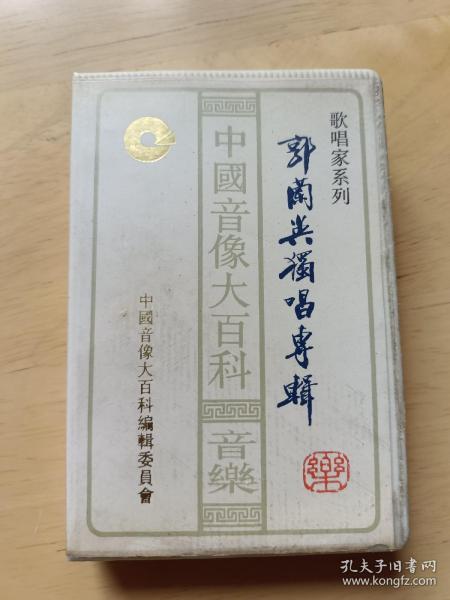 歌唱家系列
郭蘭英獨唱專輯
樂
中國音像大百科
音樂
中國音像大百科編輯委員會
孔夫子旧书网
www.kongfz.com